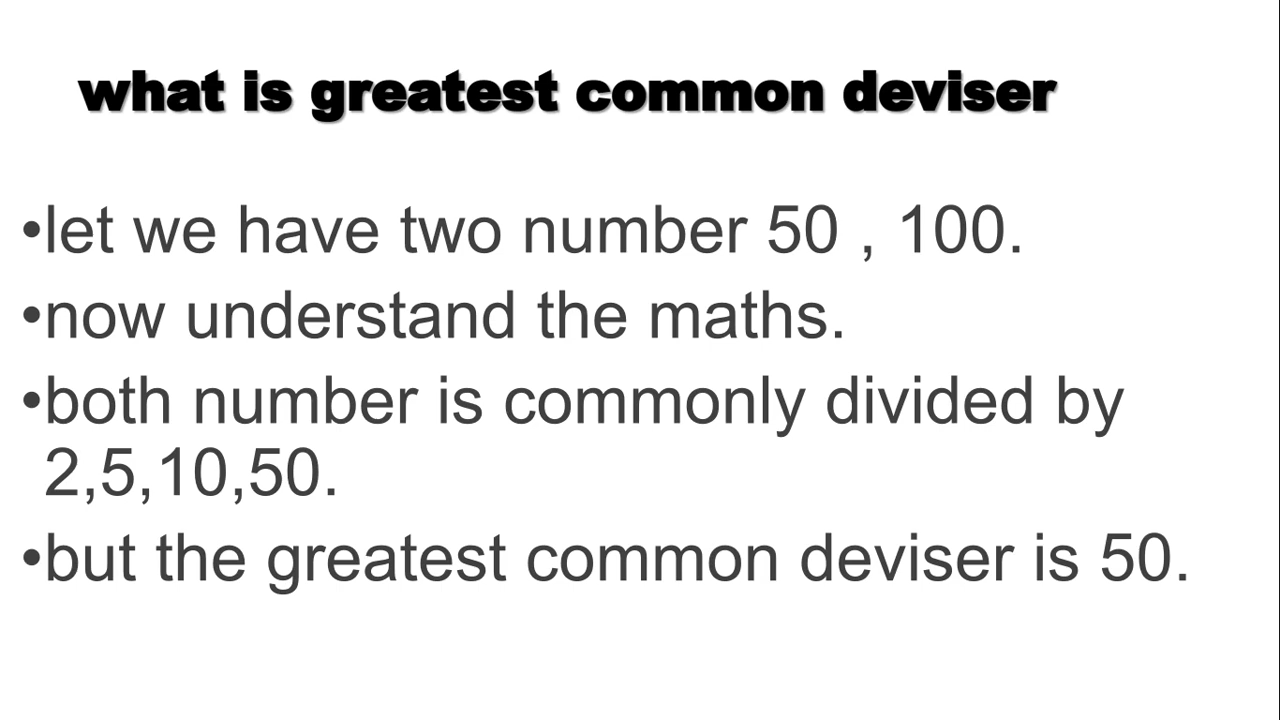 what is greatest common deviser
•let we have two number 50 , 100.
•now understand the maths.
•both number is commonly divided by
2,5,10,50.
•but the greatest common deviser is 50.